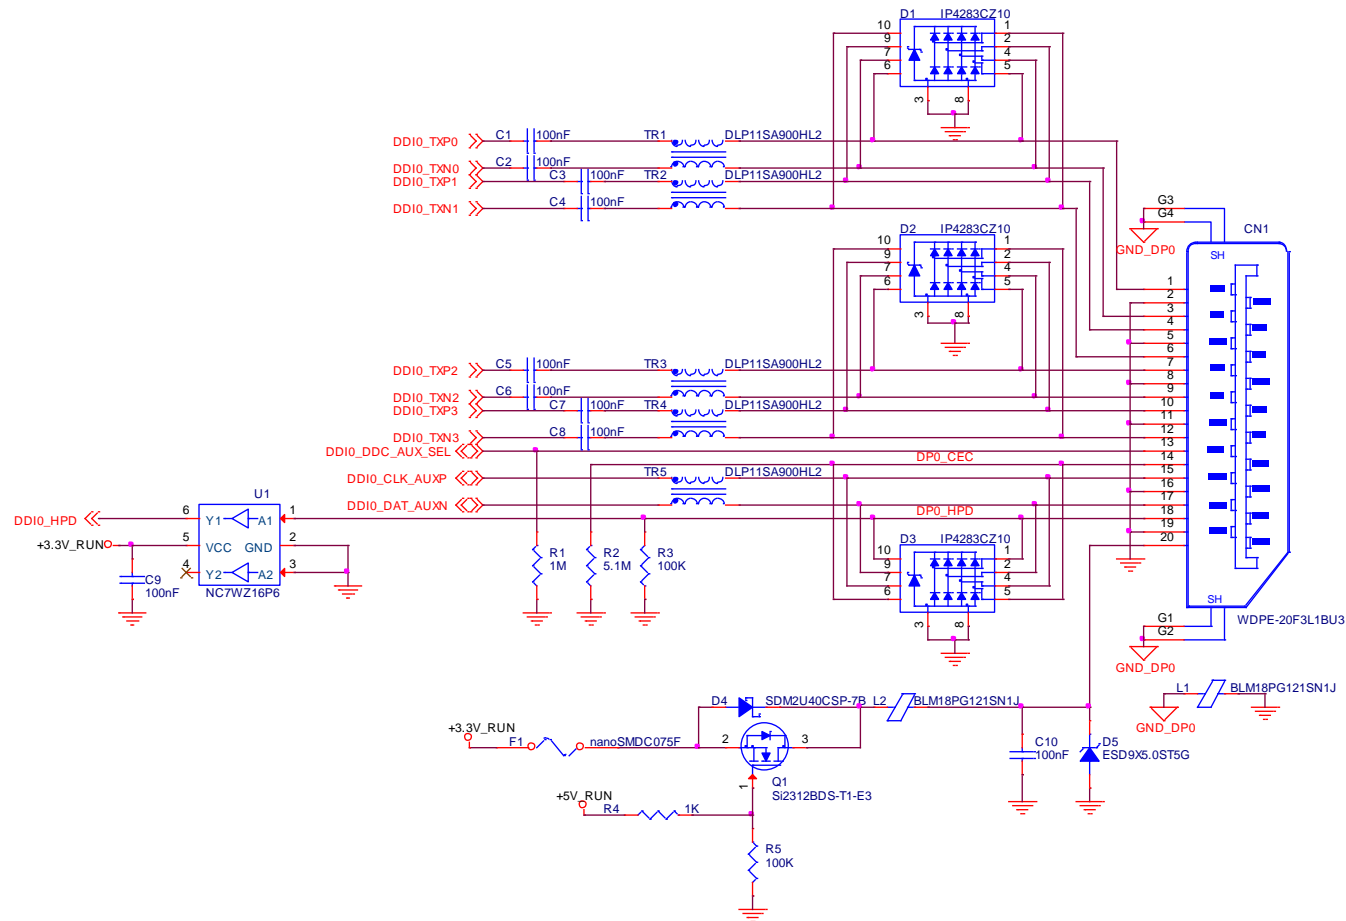 D1 IP4283CZ10
10 1
9 2
7 4
6 5
3 8
DDI0_TXP0 C1 100nF TR1 DLP11SA900HL2
DDI0_TXN0 C2 100nF DLP11SA900HL2
DDI0_TXP1 C3 100nF TR2
DDI0_TXN1 C4 100nF
G3
G4
GND_DP0
CN1
SH
D2 IP4283CZ10
10 1
9 2
7 4
6 5
3 8
1
2
3
4
5
6
7
8
9
10
11
12
13
14
15
16
17
18
19
20
DDI0_TXP2 C5 100nF TR3 DLP11SA900HL2
DDI0_TXN2 C6 100nF DLP11SA900HL2
DDI0_TXP3 C7 100nF TR4
DDI0_TXN3 C8 100nF
DDI0_DDC_AUX_SEL
DP0_CEC
DDI0_CLK_AUXP TR5 DLP11SA900HL2
DDI0_DAT_AUXN
DP0_HPD
U1
DDI0_HPD 6 Y1 A1 1
+3.3V_RUN 5 VCC GND 2
4 Y2 A2 3
NC7WZ16P6
C9
100nF
R1
1M
R2
5.1M
R3
100K
D3 IP4283CZ10
10 1
9 2
7 4
6 5
3 8
SH
G1
G2
WDPE-20F3L1BU3
GND_DP0
L1 BLM18PG121SN1J
GND_DP0
D4 SDM2U40CSP-7B L2 BLM18PG121SN1J
+3.3V_RUN
F1 nanoSMDC075F 2 3
1
Q1
Si2312BDS-T1-E3
C10
100nF
D5
ESD9X5.0ST5G
+5V_RUN
R4 1K
R5
100K